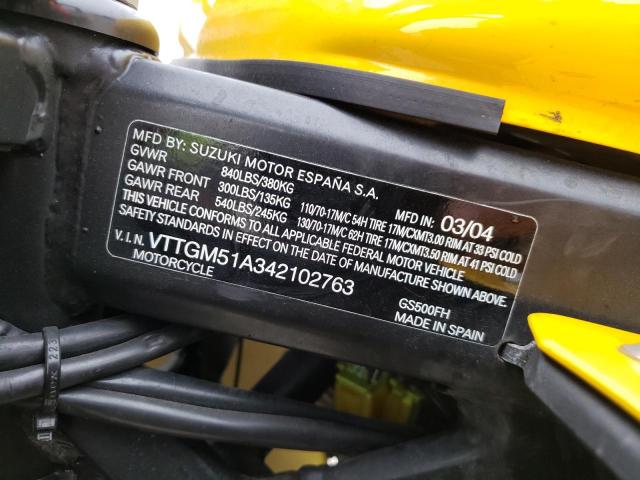 MFD BY: SUZUKI MOTOR ESPAÑA S.A.
GVWR 840LBS/380KG MFD IN: 03/04
GAWR FRONT 300LBS/135KG 110/70-17M/C 54H TIRE 17M/CXMT3.00 RIM AT 33 PSI COLD
GAWR REAR 540LBS/245KG 130/70-17M/C 62H TIRE 17M/CXMT3.50 RIM AT 41 PSI COLD
THIS VEHICLE CONFORMS TO ALL APPLICABLE FEDERAL MOTOR VEHICLE
SAFETY STANDARDS IN EFFECT ON THE DATE OF MANUFACTURE SHOWN ABOVE.
V.I.N. VTTGM51A342102763
MOTORCYCLE GS500FH
MADE IN SPAIN